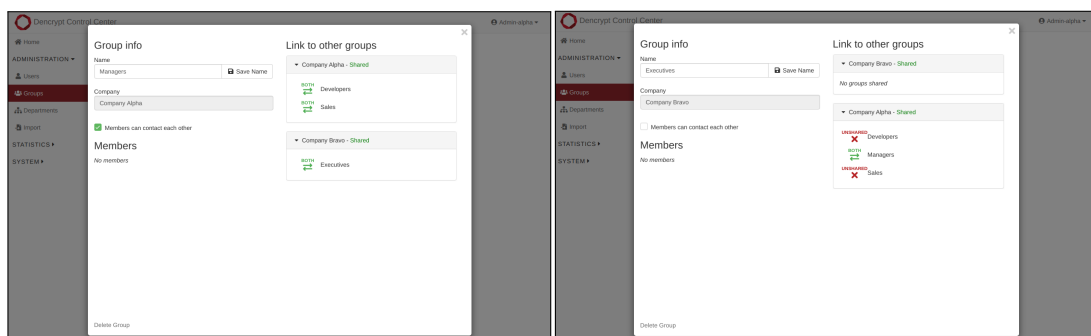 Dencrypt Control Center
Admin-alpha
Home
ADMINISTRATION
Users
Groups
Departments
Import
STATISTICS
SYSTEM
×
Group info
Name
Managers
Save Name
Company
Company Alpha
Members can contact each other
Members
No members
Delete Group
Link to other groups
Company Alpha - Shared
BOTH
Developers
BOTH
Sales
Company Bravo - Shared
BOTH
Executives
Dencrypt Control Center
Admin-alpha
Home
ADMINISTRATION
Users
Groups
Departments
Import
STATISTICS
SYSTEM
×
Group info
Name
Executives
Save Name
Company
Company Bravo
Members can contact each other
Members
No members
Delete Group
Link to other groups
Company Bravo - Shared
No groups shared
Company Alpha - Shared
UNSHARED
Developers
BOTH
Managers
UNSHARED
Sales